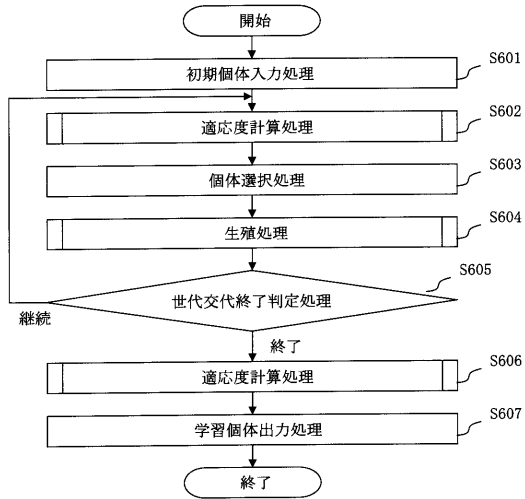 開始
S601
初期個体入力処理
S602
適応度計算処理
S603
個体選択処理
S604
生殖処理
S605
世代交代終了判定処理
継続
終了
S606
適応度計算処理
S607
学習個体出力処理
終了